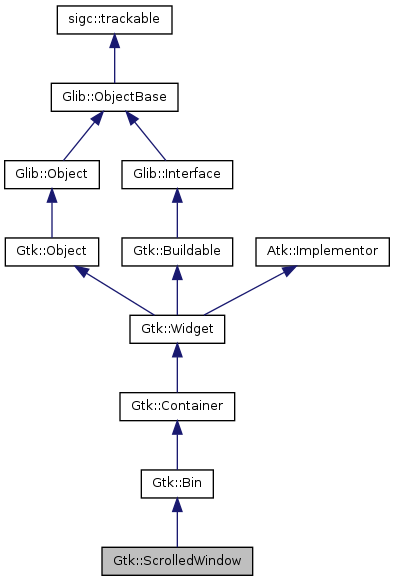 sigc::trackable
Glib::ObjectBase
Glib::Object
Glib::Interface
Gtk::Object
Gtk::Buildable
Atk::Implementor
Gtk::Widget
Gtk::Container
Gtk::Bin
Gtk::ScrolledWindow